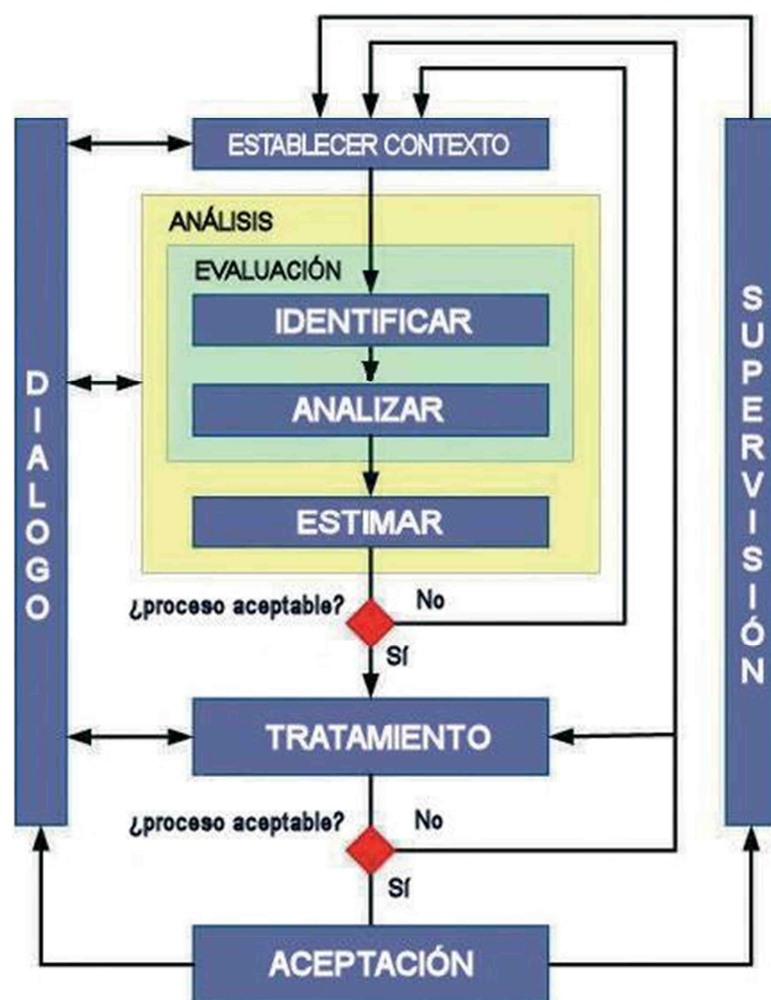 ESTABLECER CONTEXTO
ANÁLISIS
EVALUACIÓN
IDENTIFICAR
ANALIZAR
ESTIMAR
¿proceso aceptable?
No
Sí
TRATAMIENTO
¿proceso aceptable?
No
Sí
ACEPTACIÓN
DIALOGO
SUPERVISIÓN